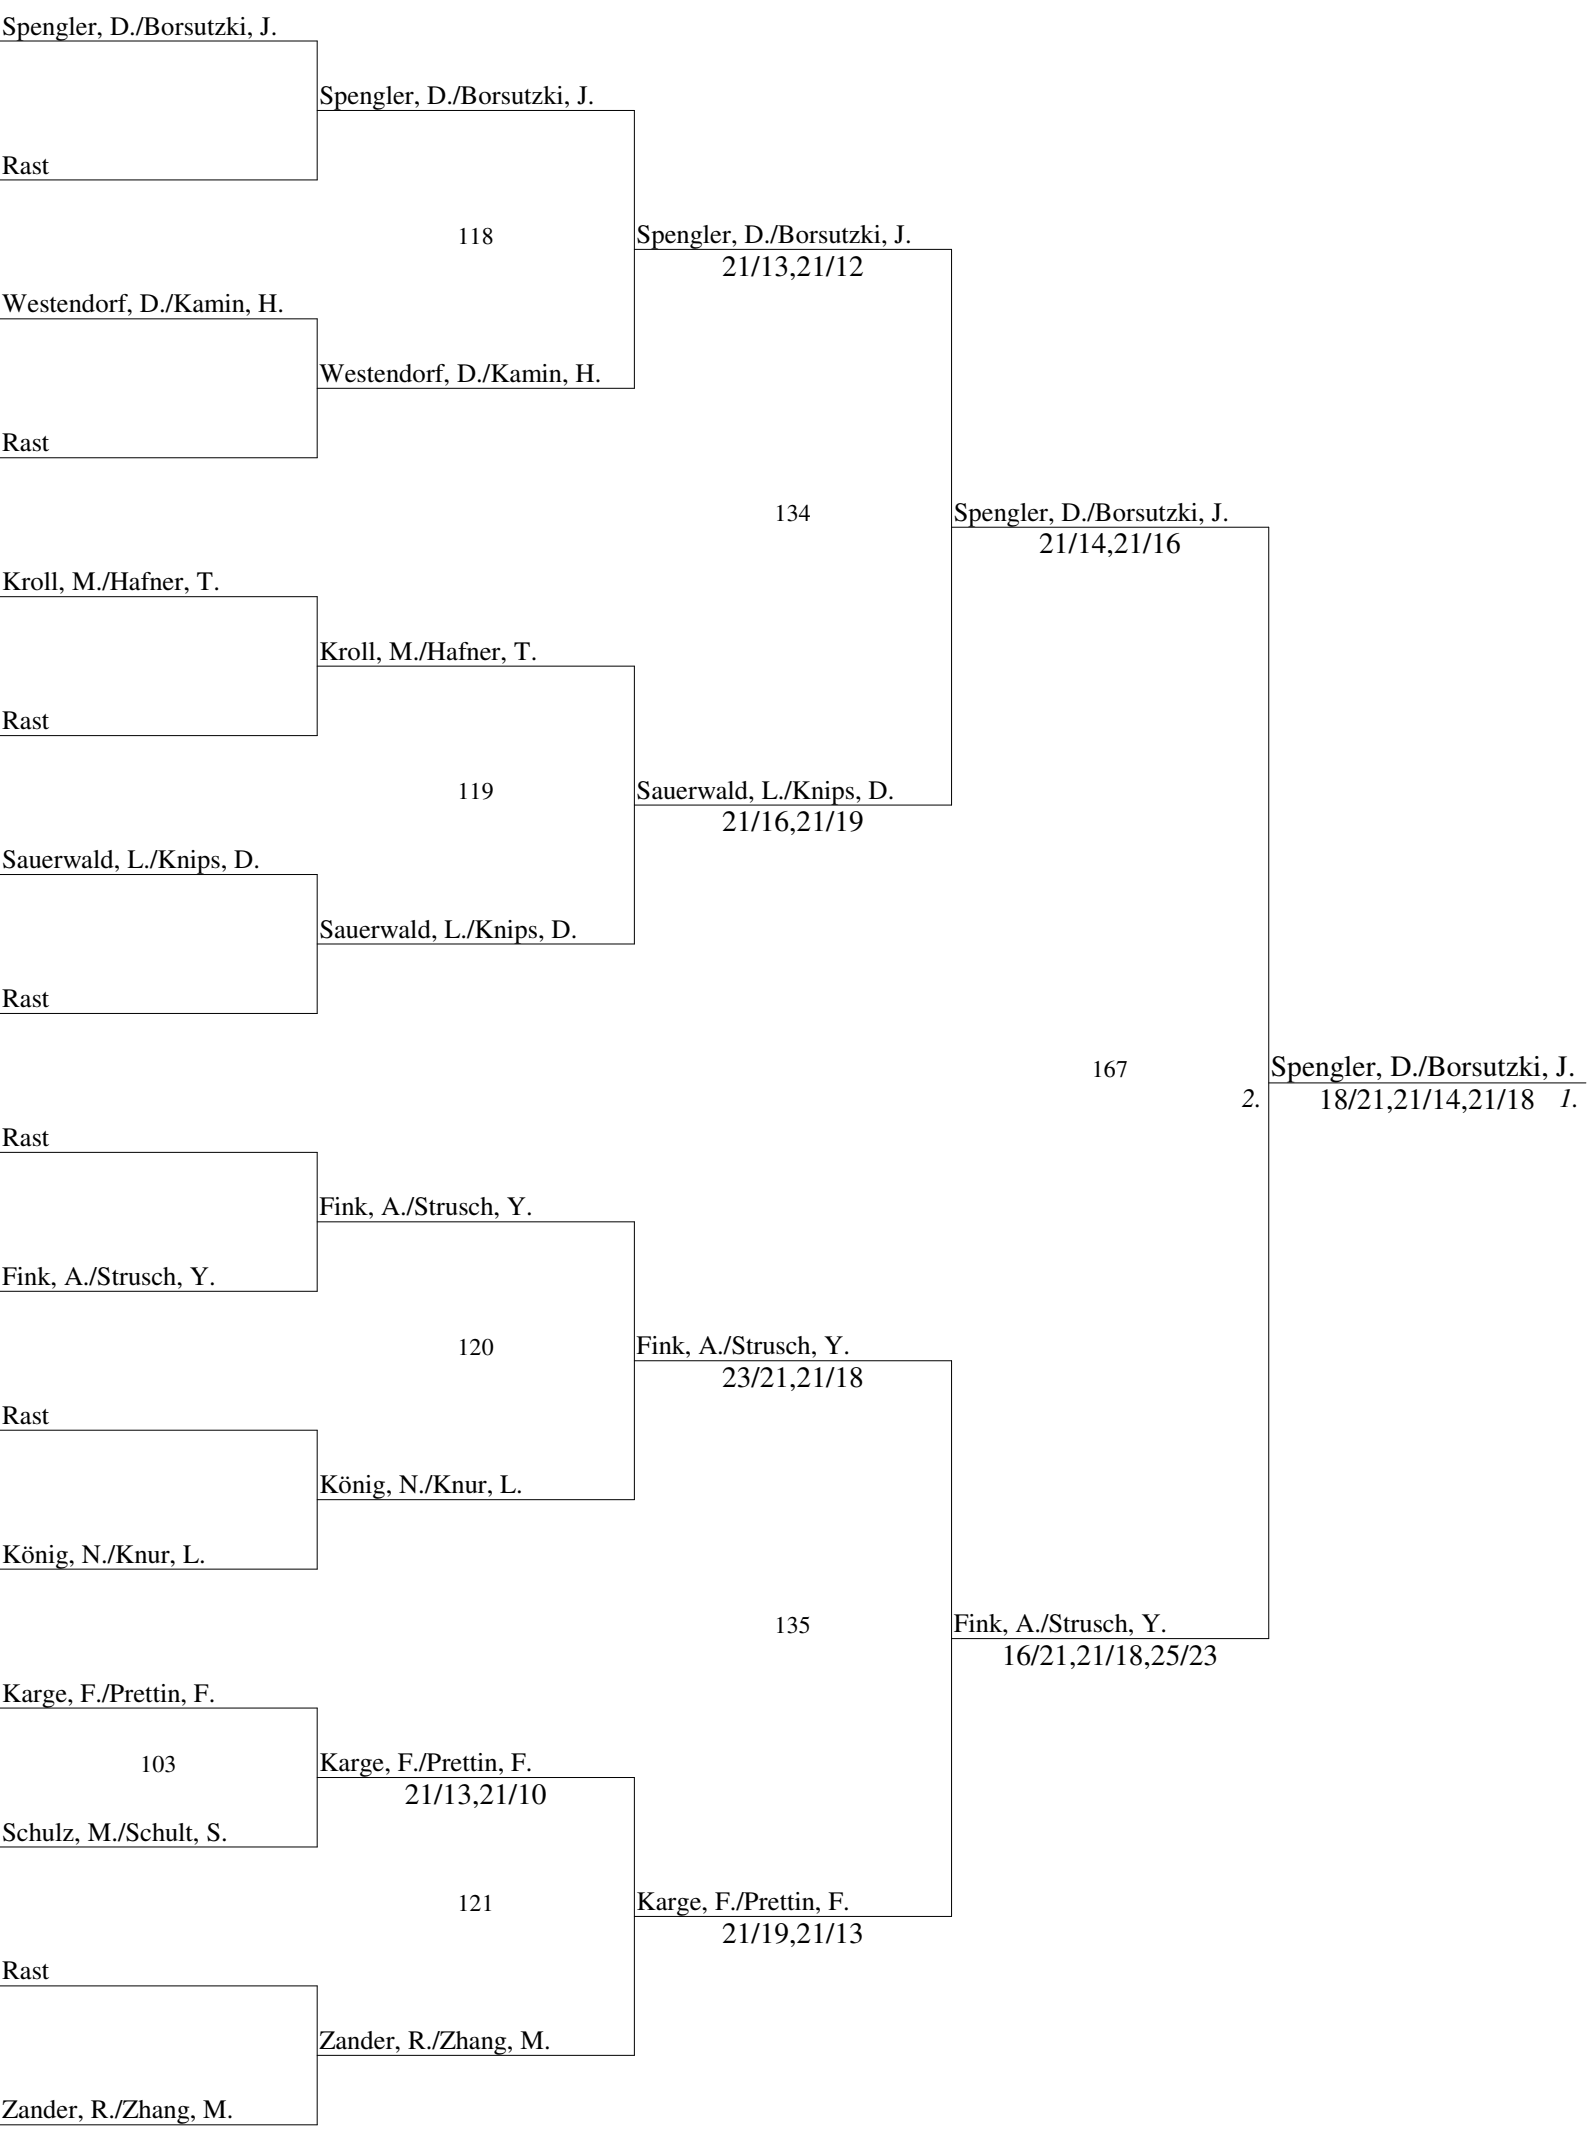 Spengler, D./Borsutzki, J.
Spengler, D./Borsutzki, J.
Rast
118
Spengler, D./Borsutzki, J.
21/13,21/12
Westendorf, D./Kamin, H.
Westendorf, D./Kamin, H.
Rast
134
Spengler, D./Borsutzki, J.
21/14,21/16
Kroll, M./Hafner, T.
Kroll, M./Hafner, T.
Rast
119
Sauerwald, L./Knips, D.
21/16,21/19
Sauerwald, L./Knips, D.
Sauerwald, L./Knips, D.
Rast
167
Spengler, D./Borsutzki, J.
2.
18/21,21/14,21/18
1.
Rast
Fink, A./Strusch, Y.
Fink, A./Strusch, Y.
120
Fink, A./Strusch, Y.
23/21,21/18
Rast
König, N./Knur, L.
König, N./Knur, L.
135
Fink, A./Strusch, Y.
16/21,21/18,25/23
Karge, F./Prettin, F.
103
Karge, F./Prettin, F.
21/13,21/10
Schulz, M./Schult, S.
121
Karge, F./Prettin, F.
21/19,21/13
Rast
Zander, R./Zhang, M.
Zander, R./Zhang, M.